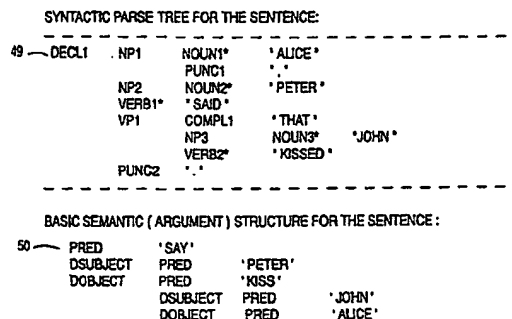 SYNTACTIC PARSE TREE FOR THE SENTENCE:
49 DECL1 . NP1 NOUN1* "ALICE"
PUNC1 ","
NP2 NOUN2* "PETER"
VERB1* "SAID"
VP1 COMPL1 "THAT"
NP3 NOUN3* "JOHN"
VERB2* "KISSED"
PUNC2 "."
BASIC SEMANTIC (ARGUMENT) STRUCTURE FOR THE SENTENCE:
50 PRED 'SAY'
DSUBJECT PRED 'PETER'
DOBJECT PRED 'KISS'
DSUBJECT PRED 'JOHN'
DOBJECT PRED 'ALICE'